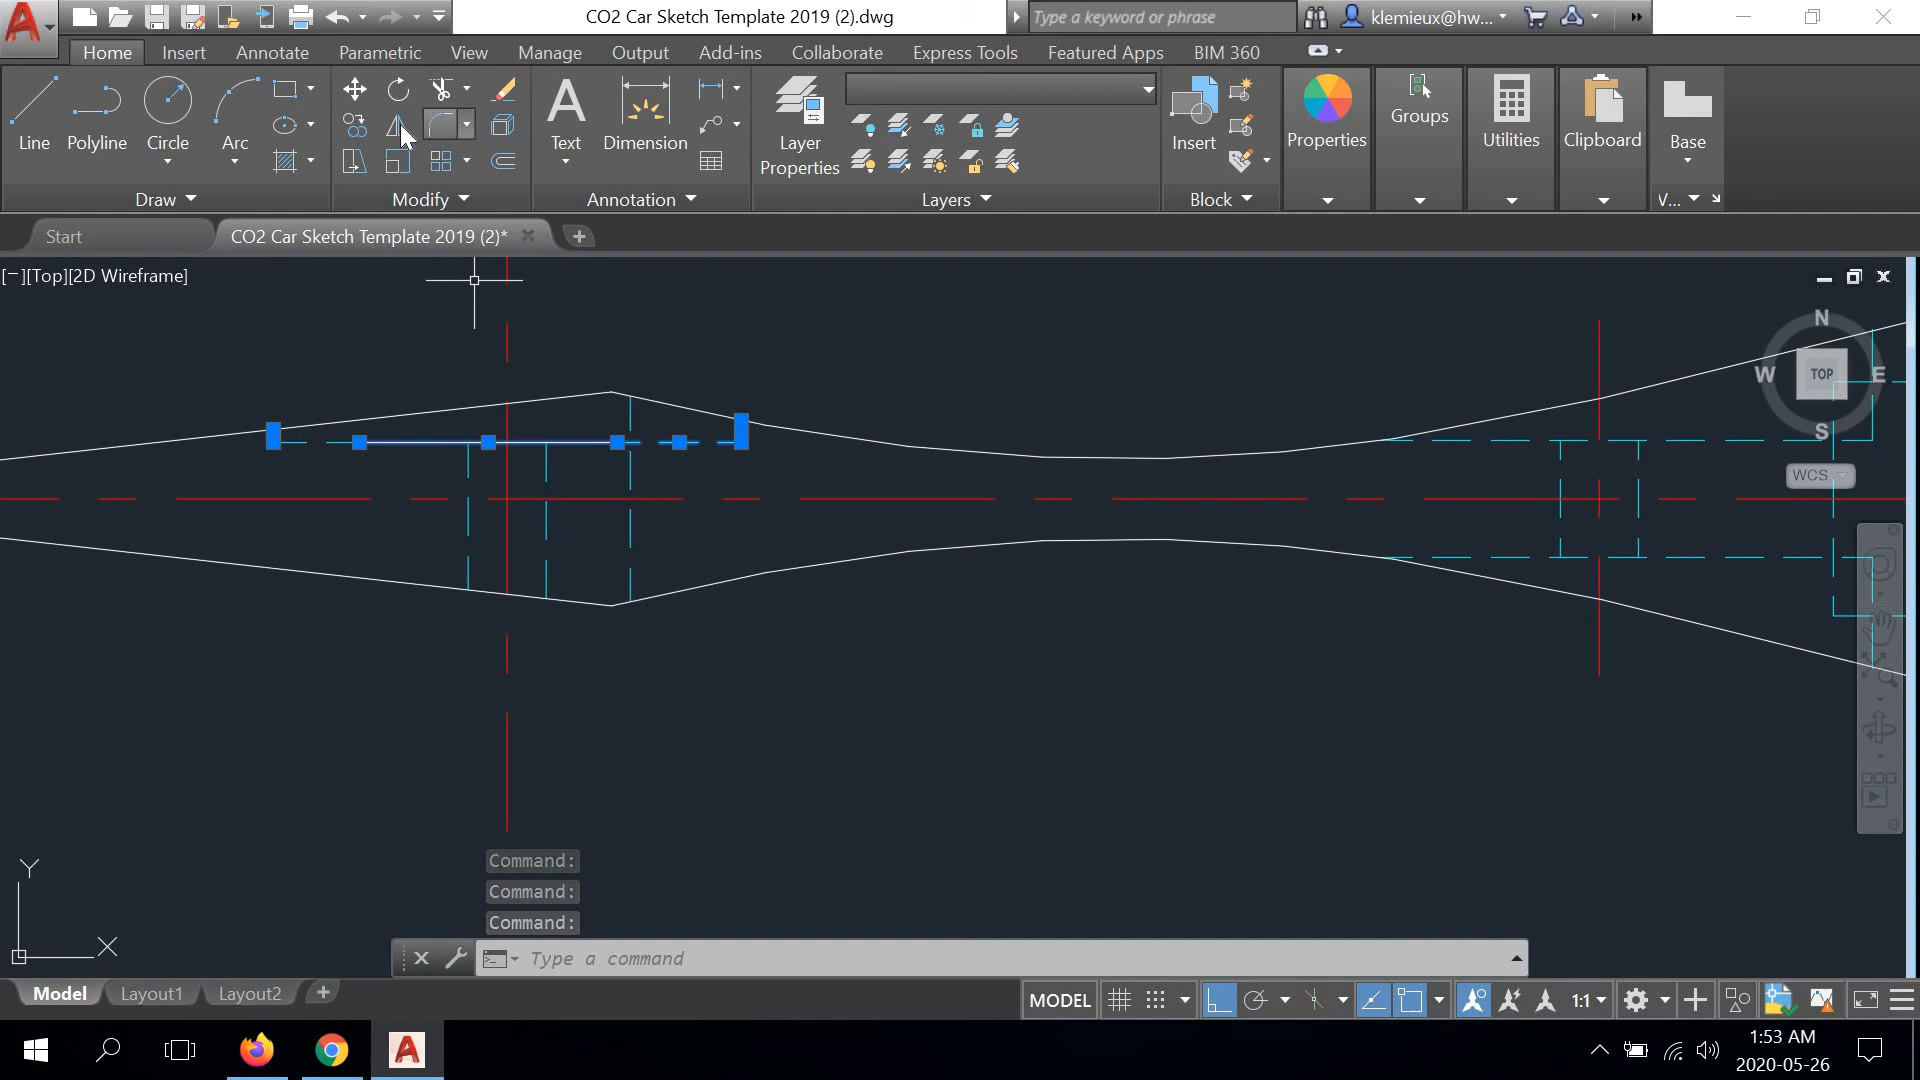 A CO2 Car Sketch Template 2019 (2).dwg Type a keyword or phrase klemieux@hw...
Home Insert Annotate Parametric View Manage Output Add-ins Collaborate Express Tools Featured Apps BIM 360
Line Polyline Circle Arc A Text Dimension Layer Properties Insert Properties Groups Utilities Clipboard Base
Draw Modify Annotation Layers Block V...
Start CO2 Car Sketch Template 2019 (2)*
[−][Top][2D Wireframe]
N
W TOP E
S
WCS
Y
X
Command:
Command:
Command:
Type a command
Model Layout1 Layout2 MODEL 1:1
A 1:53 AM
2020-05-26